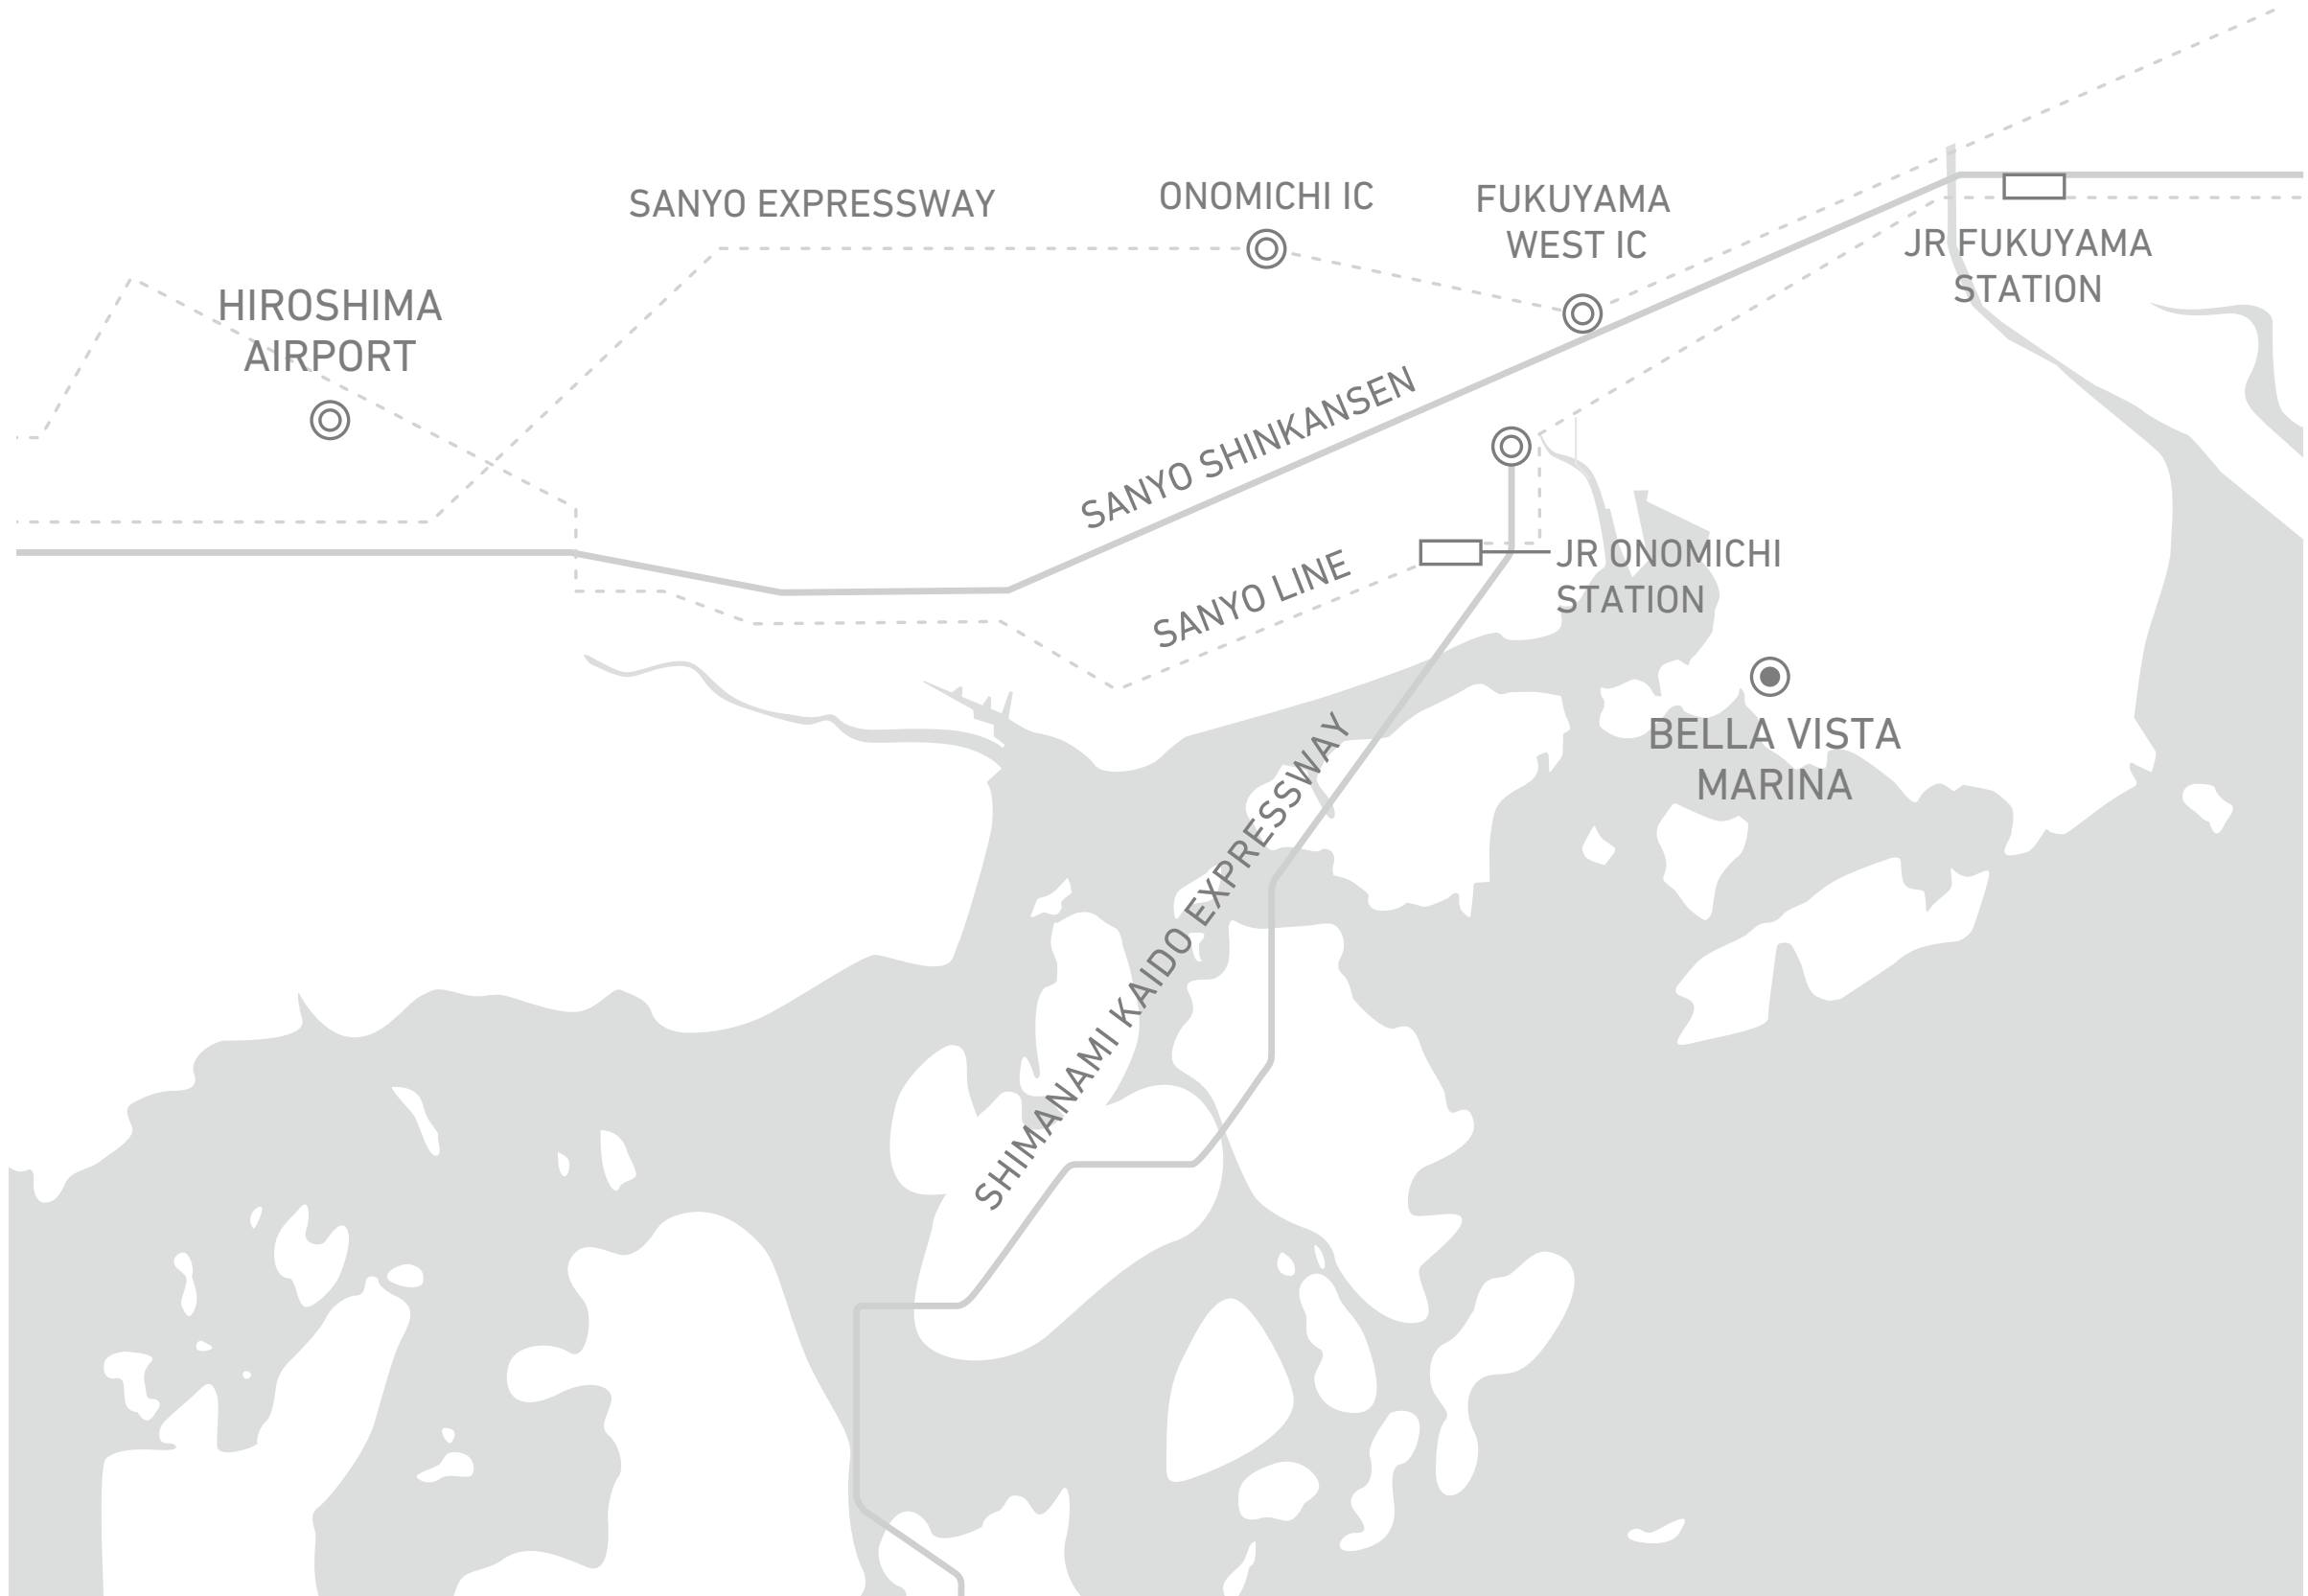 SANYO EXPRESSWAY
ONOMICHI IC
FUKUYAMA
WEST IC
JR FUKUYAMA
STATION
HIROSHIMA
AIRPORT
SANYO SHINKANSEN
SANYO LINE
JR ONOMICHI
STATION
BELLA VISTA
MARINA
SHIMANAMI KAIDO EXPRESSWAY